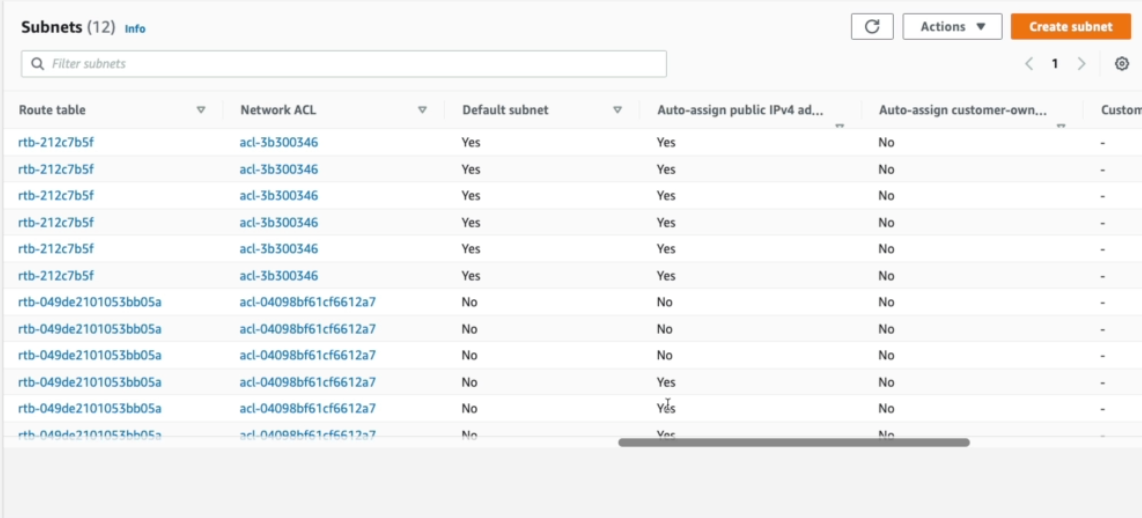 Subnets (12) Info Actions ▼ Create subnet
Filter subnets < 1 >
Route table Network ACL Default subnet Auto-assign public IPv4 ad... Auto-assign customer-own... Custom
rtb-212c7b5f acl-3b300346 Yes Yes No -
rtb-212c7b5f acl-3b300346 Yes Yes No -
rtb-212c7b5f acl-3b300346 Yes Yes No -
rtb-212c7b5f acl-3b300346 Yes Yes No -
rtb-212c7b5f acl-3b300346 Yes Yes No -
rtb-212c7b5f acl-3b300346 Yes Yes No -
rtb-049de2101053bb05a acl-04098bf61cf6612a7 No No No -
rtb-049de2101053bb05a acl-04098bf61cf6612a7 No No No -
rtb-049de2101053bb05a acl-04098bf61cf6612a7 No No No -
rtb-049de2101053bb05a acl-04098bf61cf6612a7 No Yes No -
rtb-049de2101053bb05a acl-04098bf61cf6612a7 No Yes No -
rtb-049de2101053bb05a acl-04098bf61cf6612a7 No Yes No -